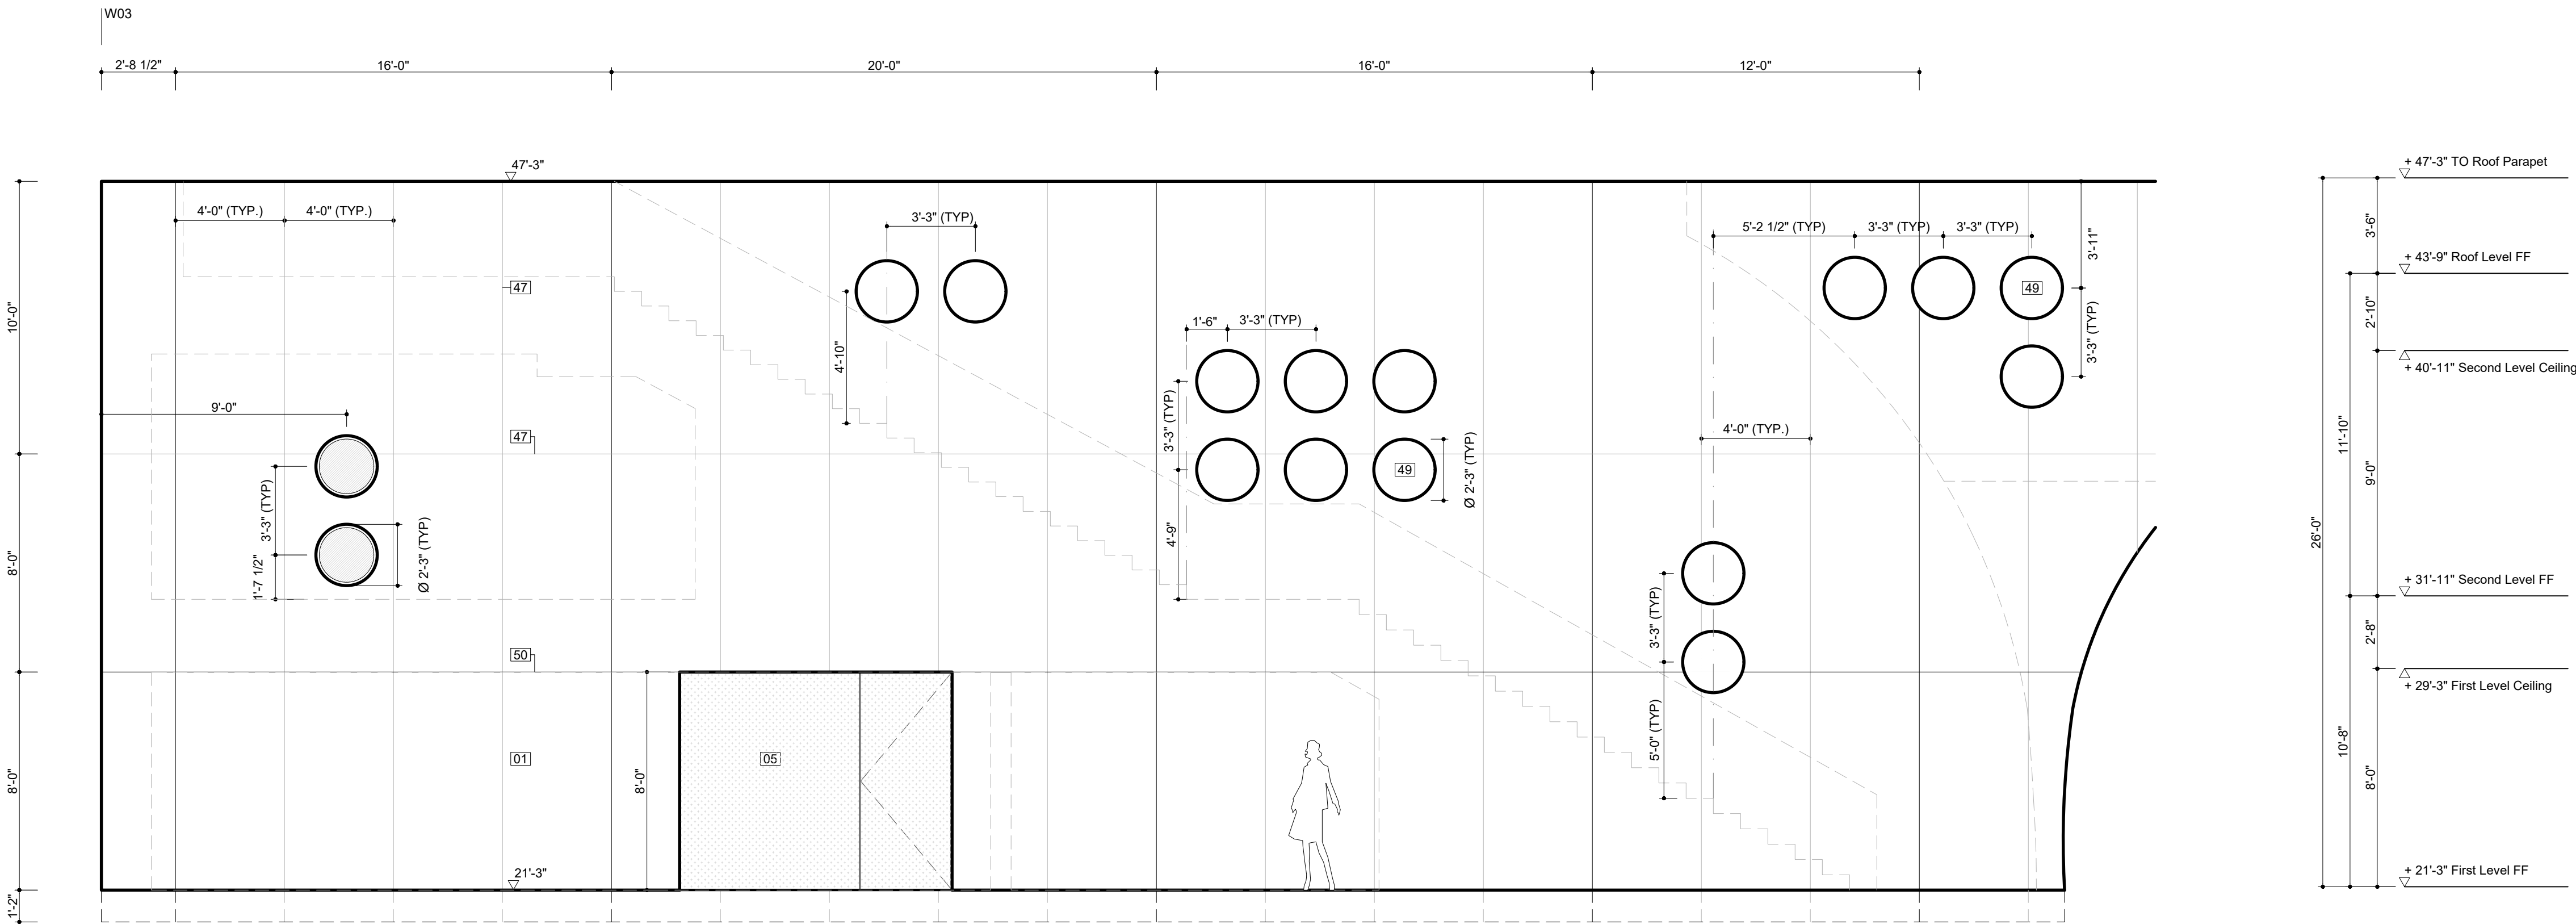 W03
2'-8 1/2"
16'-0"
20'-0"
16'-0"
12'-0"
47'-3"
+ 47'-3" TO Roof Parapet
4'-0" (TYP.)
4'-0" (TYP.)
3'-3" (TYP)
5'-2 1/2" (TYP)
3'-3" (TYP)
3'-3" (TYP)
3'-11"
3'-6"
+ 43'-9" Roof Level FF
47
49
10'-0"
1'-6"
3'-3" (TYP)
4'-10"
3'-3" (TYP)
2'-10"
+ 40'-11" Second Level Ceiling
9'-0"
3'-3" (TYP)
4'-0" (TYP.)
11'-10"
47
49
Ø 2'-3" (TYP)
9'-0"
3'-3" (TYP)
26'-0"
4'-9"
8'-0"
1'-7 1/2"
Ø 2'-3" (TYP)
+ 31'-11" Second Level FF
3'-3" (TYP)
2'-8"
50
+ 29'-3" First Level Ceiling
5'-0" (TYP)
01
05
8'-0"
8'-0"
10'-8"
8'-0"
21'-3"
+ 21'-3" First Level FF
1'-2"